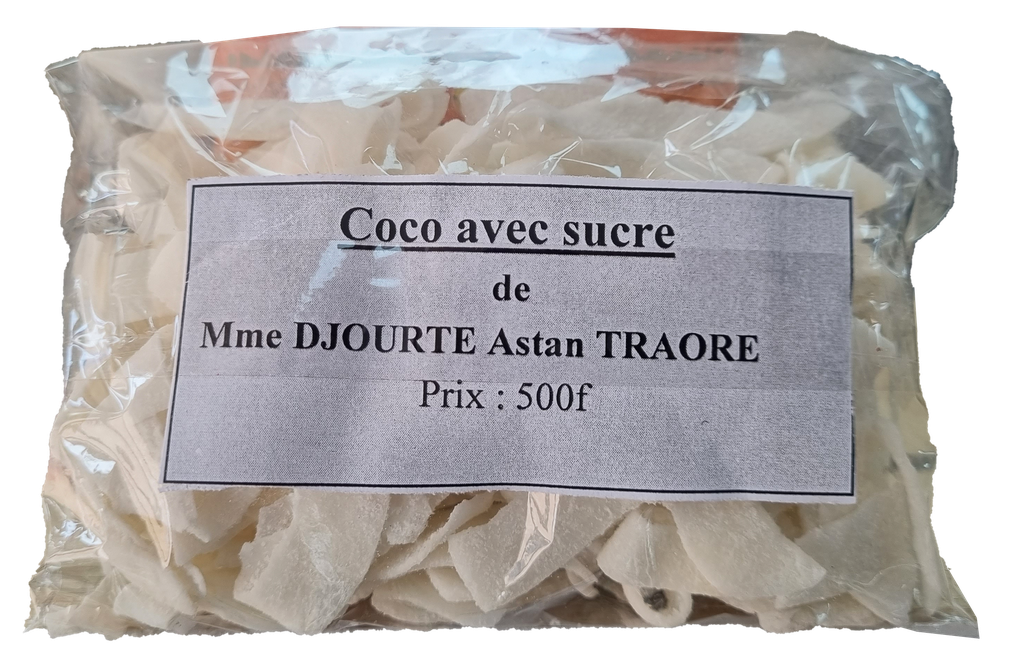 Coco avec sucre
de
Mme DJOURTE Astan TRAORE
Prix : 500f